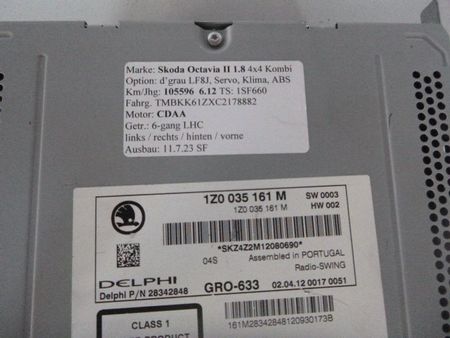 Marke: Skoda Octavia II 1.8 4x4 Kombi
Option: d'grau LF8J, Servo, Klima, ABS
Km/Jhg: 105596 6.12 TS: 1SF660
Fahrg. TMBKK61ZXC2178882
Motor: CDAA
Getr.: 6-gang LHC
links / rechts / hinten / vorne
Ausbau: 11.7.23 SF
1Z0 035 161 M SW 0003
1Z0 035 161 M HW 002
*SKZ4Z2M12080690*
04S Assembled in PORTUGAL
Radio-SWING
DELPHI GRO-633 02.04.12 0017 0051
Delphi P/N 28342848
CLASS 1
161M28342848120930173B